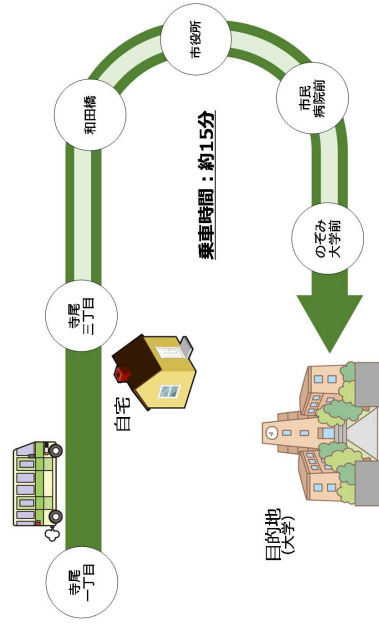 寺尾
一丁目
寺尾
三丁目
和田橋
市役所
市民
病院前
のぞみ
大学前
乗車時間：約15分
自宅
目的地
(大学)